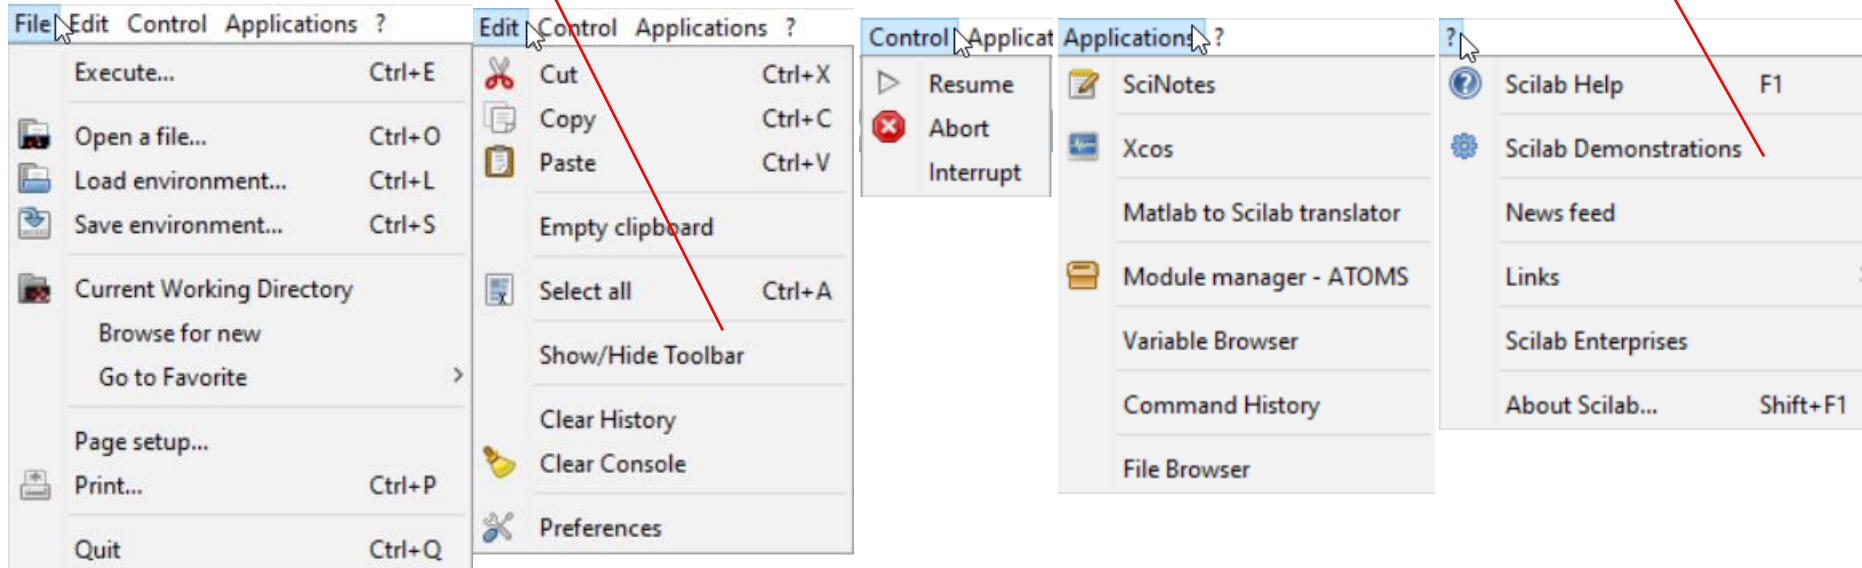 File Edit Control Applications ?
Execute... Ctrl+E
Open a file... Ctrl+O
Load environment... Ctrl+L
Save environment... Ctrl+S
Current Working Directory
Browse for new
Go to Favorite >
Page setup...
Print... Ctrl+P
Quit Ctrl+Q
Edit Control Applications ?
Cut Ctrl+X
Copy Ctrl+C
Paste Ctrl+V
Empty clipboard
Select all Ctrl+A
Show/Hide Toolbar
Clear History
Clear Console
Preferences
Control Applicat
Resume
Abort
Interrupt
Applications ?
SciNotes
Xcos
Matlab to Scilab translator
Module manager - ATOMS
Variable Browser
Command History
File Browser
?
Scilab Help F1
Scilab Demonstrations
News feed
Links
Scilab Enterprises
About Scilab... Shift+F1